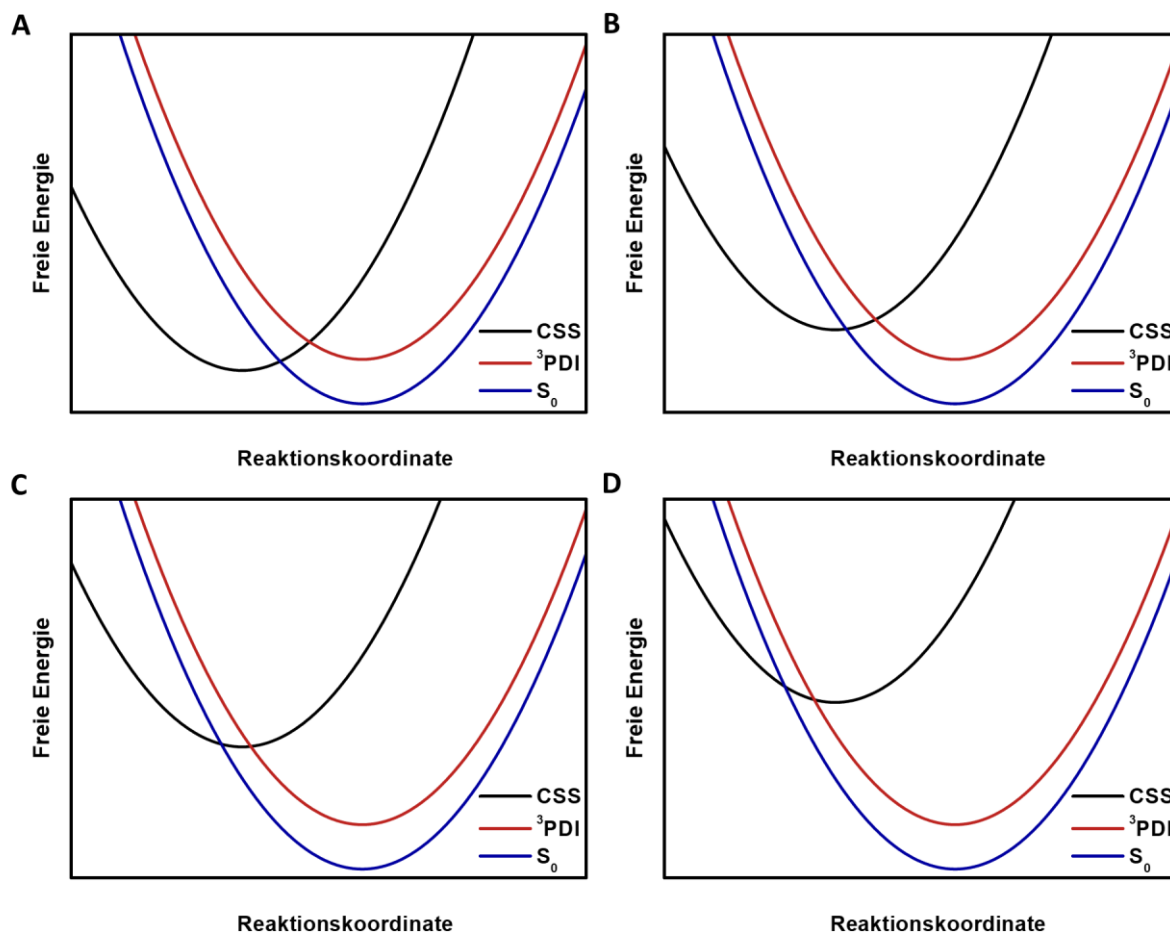 A
Freie Energie
CSS
³PDI
S₀
Reaktionskoordinate
B
Freie Energie
CSS
³PDI
S₀
Reaktionskoordinate
C
Freie Energie
CSS
³PDI
S₀
Reaktionskoordinate
D
Freie Energie
CSS
³PDI
S₀
Reaktionskoordinate